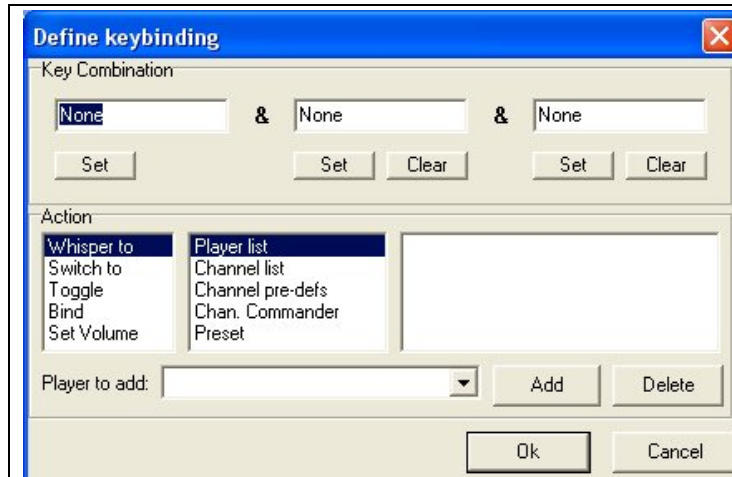 Define keybinding
Key Combination
None & None & None
Set Set Clear Set Clear
Action
Whisper to Player list
Switch to Channel list
Toggle Channel pre-defs
Bind Chan. Commander
Set Volume Preset
Player to add: Add Delete
Ok Cancel